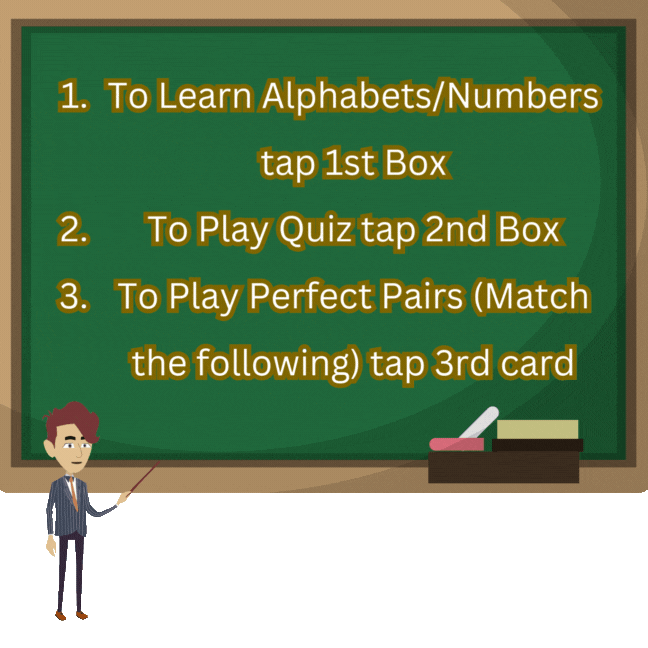 1. To Learn Alphabets/Numbers
tap 1st Box
2. To Play Quiz tap 2nd Box
3. To Play Perfect Pairs (Match
the following) tap 3rd card